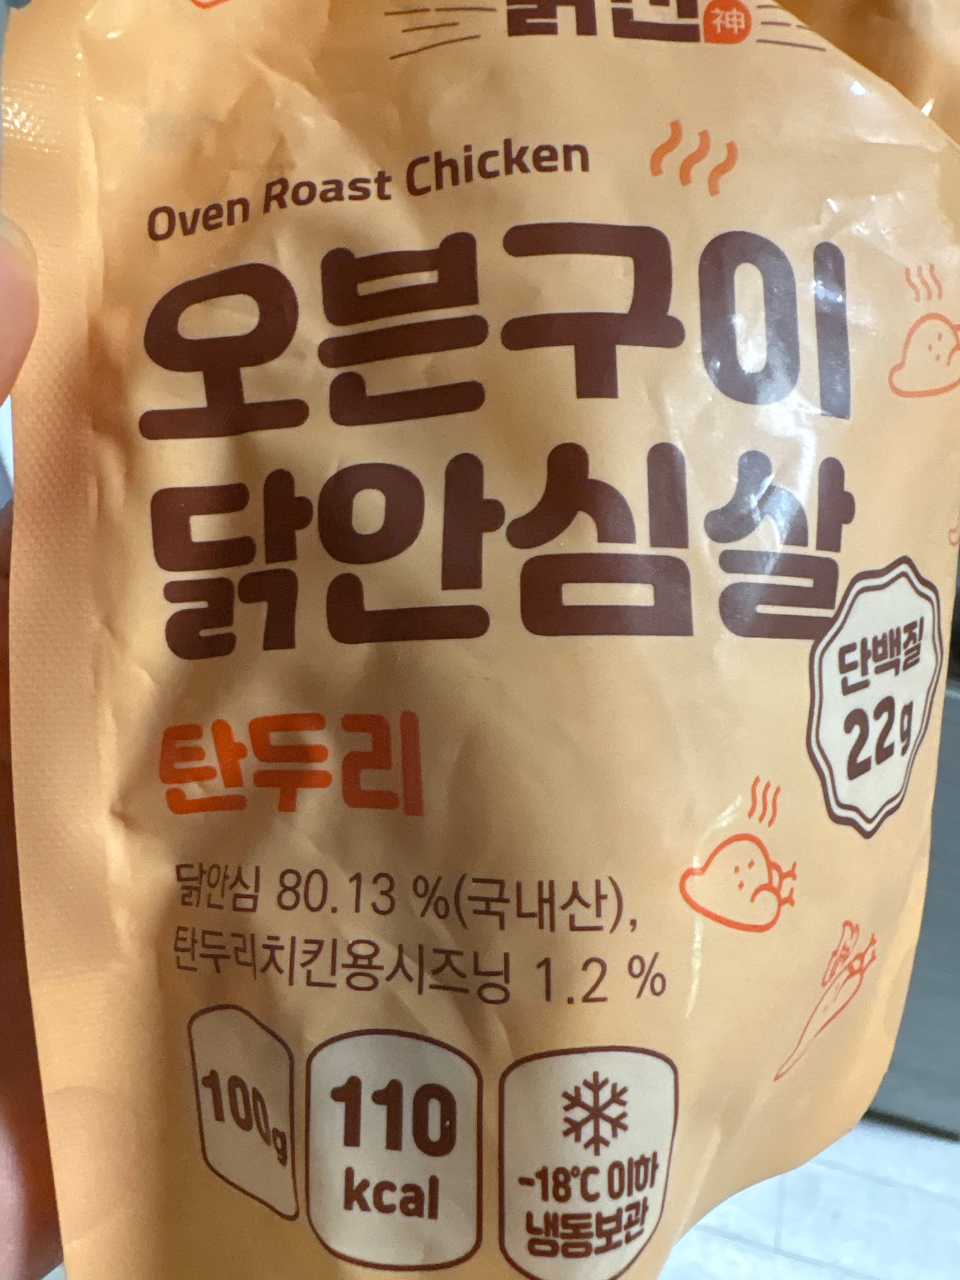 神
Oven Roast Chicken
오븐구이
닭안심살
단백질
22g
탄두리
닭안심 80.13 %(국내산),
탄두리치킨용시즈닝 1.2 %
100g
110
kcal
-18℃ 이하
냉동보관